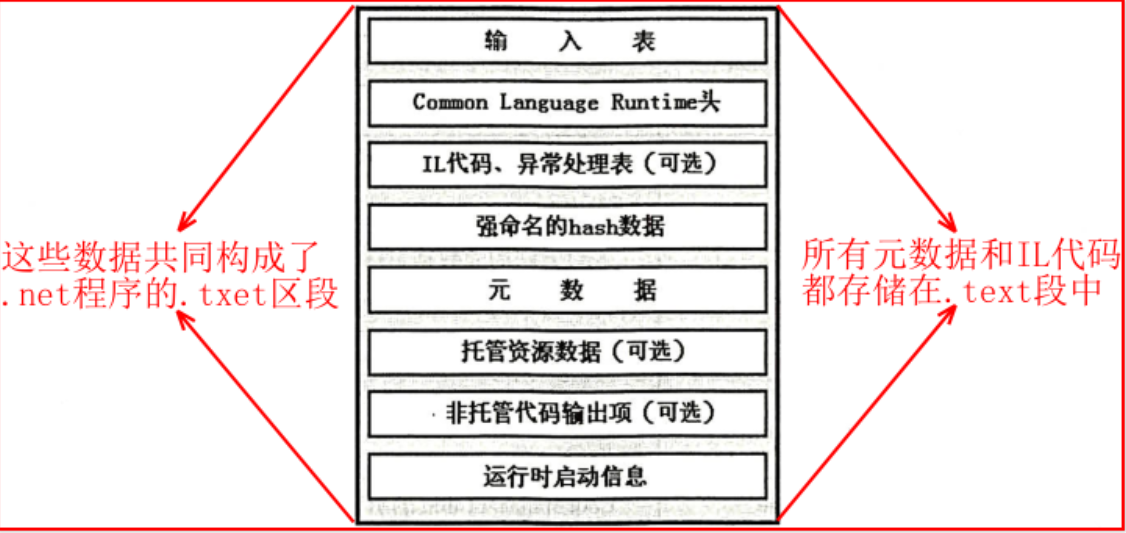 输 入 表
Common Language Runtime头
IL代码、异常处理表（可选）
强命名的hash数据
元 数 据
托管资源数据（可选）
非托管代码输出项（可选）
运行时启动信息
这些数据共同构成了
.net程序的.txet区段
所有元数据和IL代码
都存储在.text段中